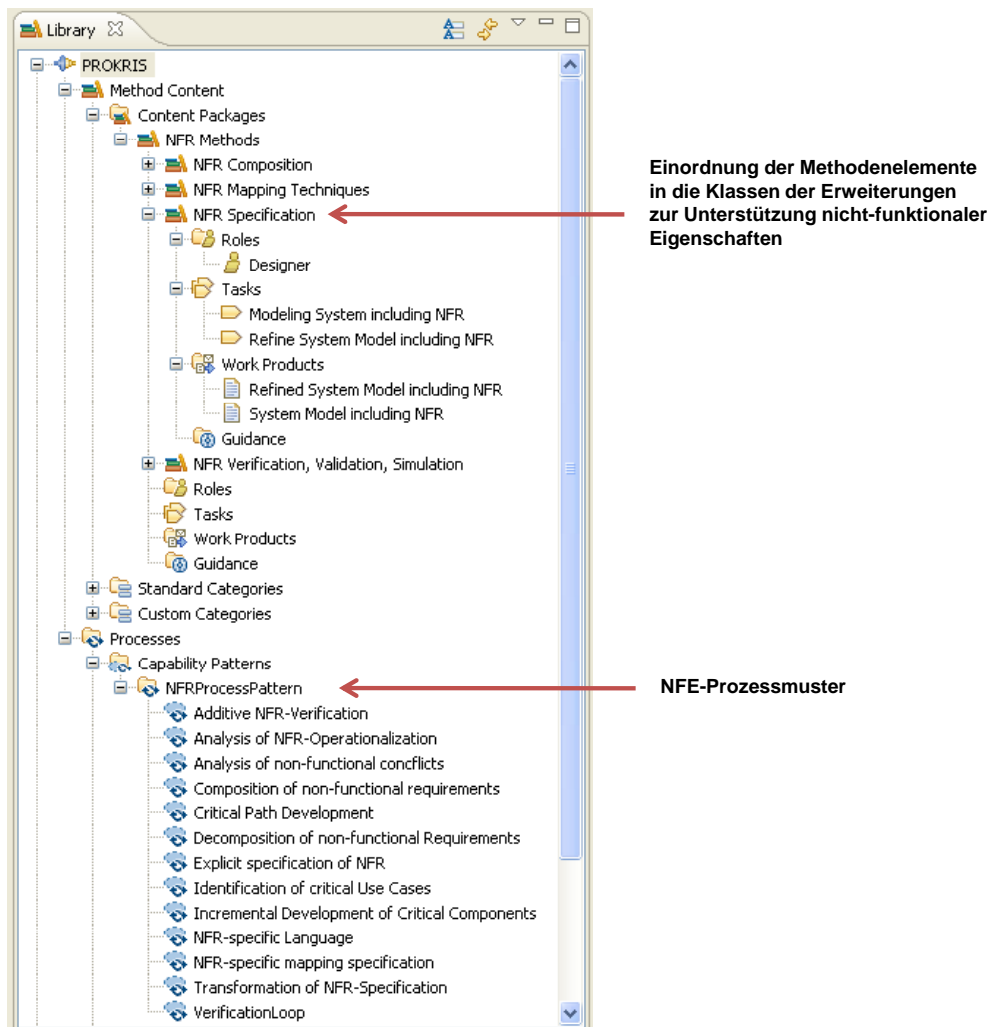 Library
PROKRIS
Method Content
Content Packages
NFR Methods
NFR Composition
NFR Mapping Techniques
NFR Specification
Roles
Designer
Tasks
Modeling System including NFR
Refine System Model including NFR
Work Products
Refined System Model including NFR
System Model including NFR
Guidance
NFR Verification, Validation, Simulation
Roles
Tasks
Work Products
Guidance
Standard Categories
Custom Categories
Processes
Capability Patterns
NFRProcessPattern
Additive NFR-Verification
Analysis of NFR-Operationalization
Analysis of non-functional concflicts
Composition of non-functional requirements
Critical Path Development
Decomposition of non-functional Requirements
Explicit specification of NFR
Identification of critical Use Cases
Incremental Development of Critical Components
NFR-specific Language
NFR-specific mapping specification
Transformation of NFR-Specification
VerificationLoop
Einordnung der Methodenelemente
in die Klassen der Erweiterungen
zur Unterstützung nicht-funktionaler
Eigenschaften
NFE-Prozessmuster